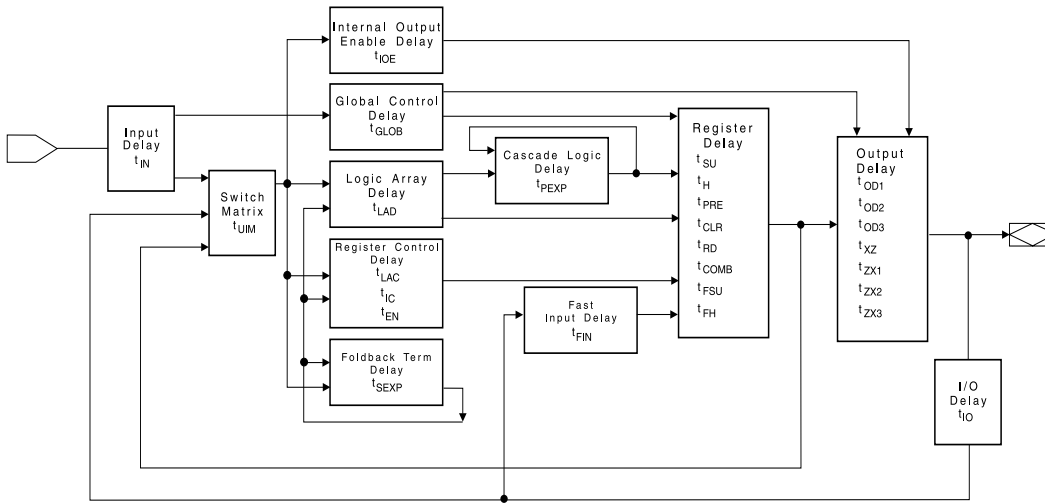 Internal Output
Enable Delay
tIOE
Global Control
Delay
tGLOB
Input
Delay
tIN
Switch
Matrix
tUIM
Logic Array
Delay
tLAD
Cascade Logic
Delay
tPEXP
Register Control
Delay
tLAC
tIC
tEN
Fast
Input Delay
tFIN
Foldback Term
Delay
tSEXP
Register
Delay
tSU
tH
tPRE
tCLR
tRD
tCOMB
tFSU
tFH
Output
Delay
tOD1
tOD2
tOD3
tXZ
tZX1
tZX2
tZX3
I/O
Delay
tIO